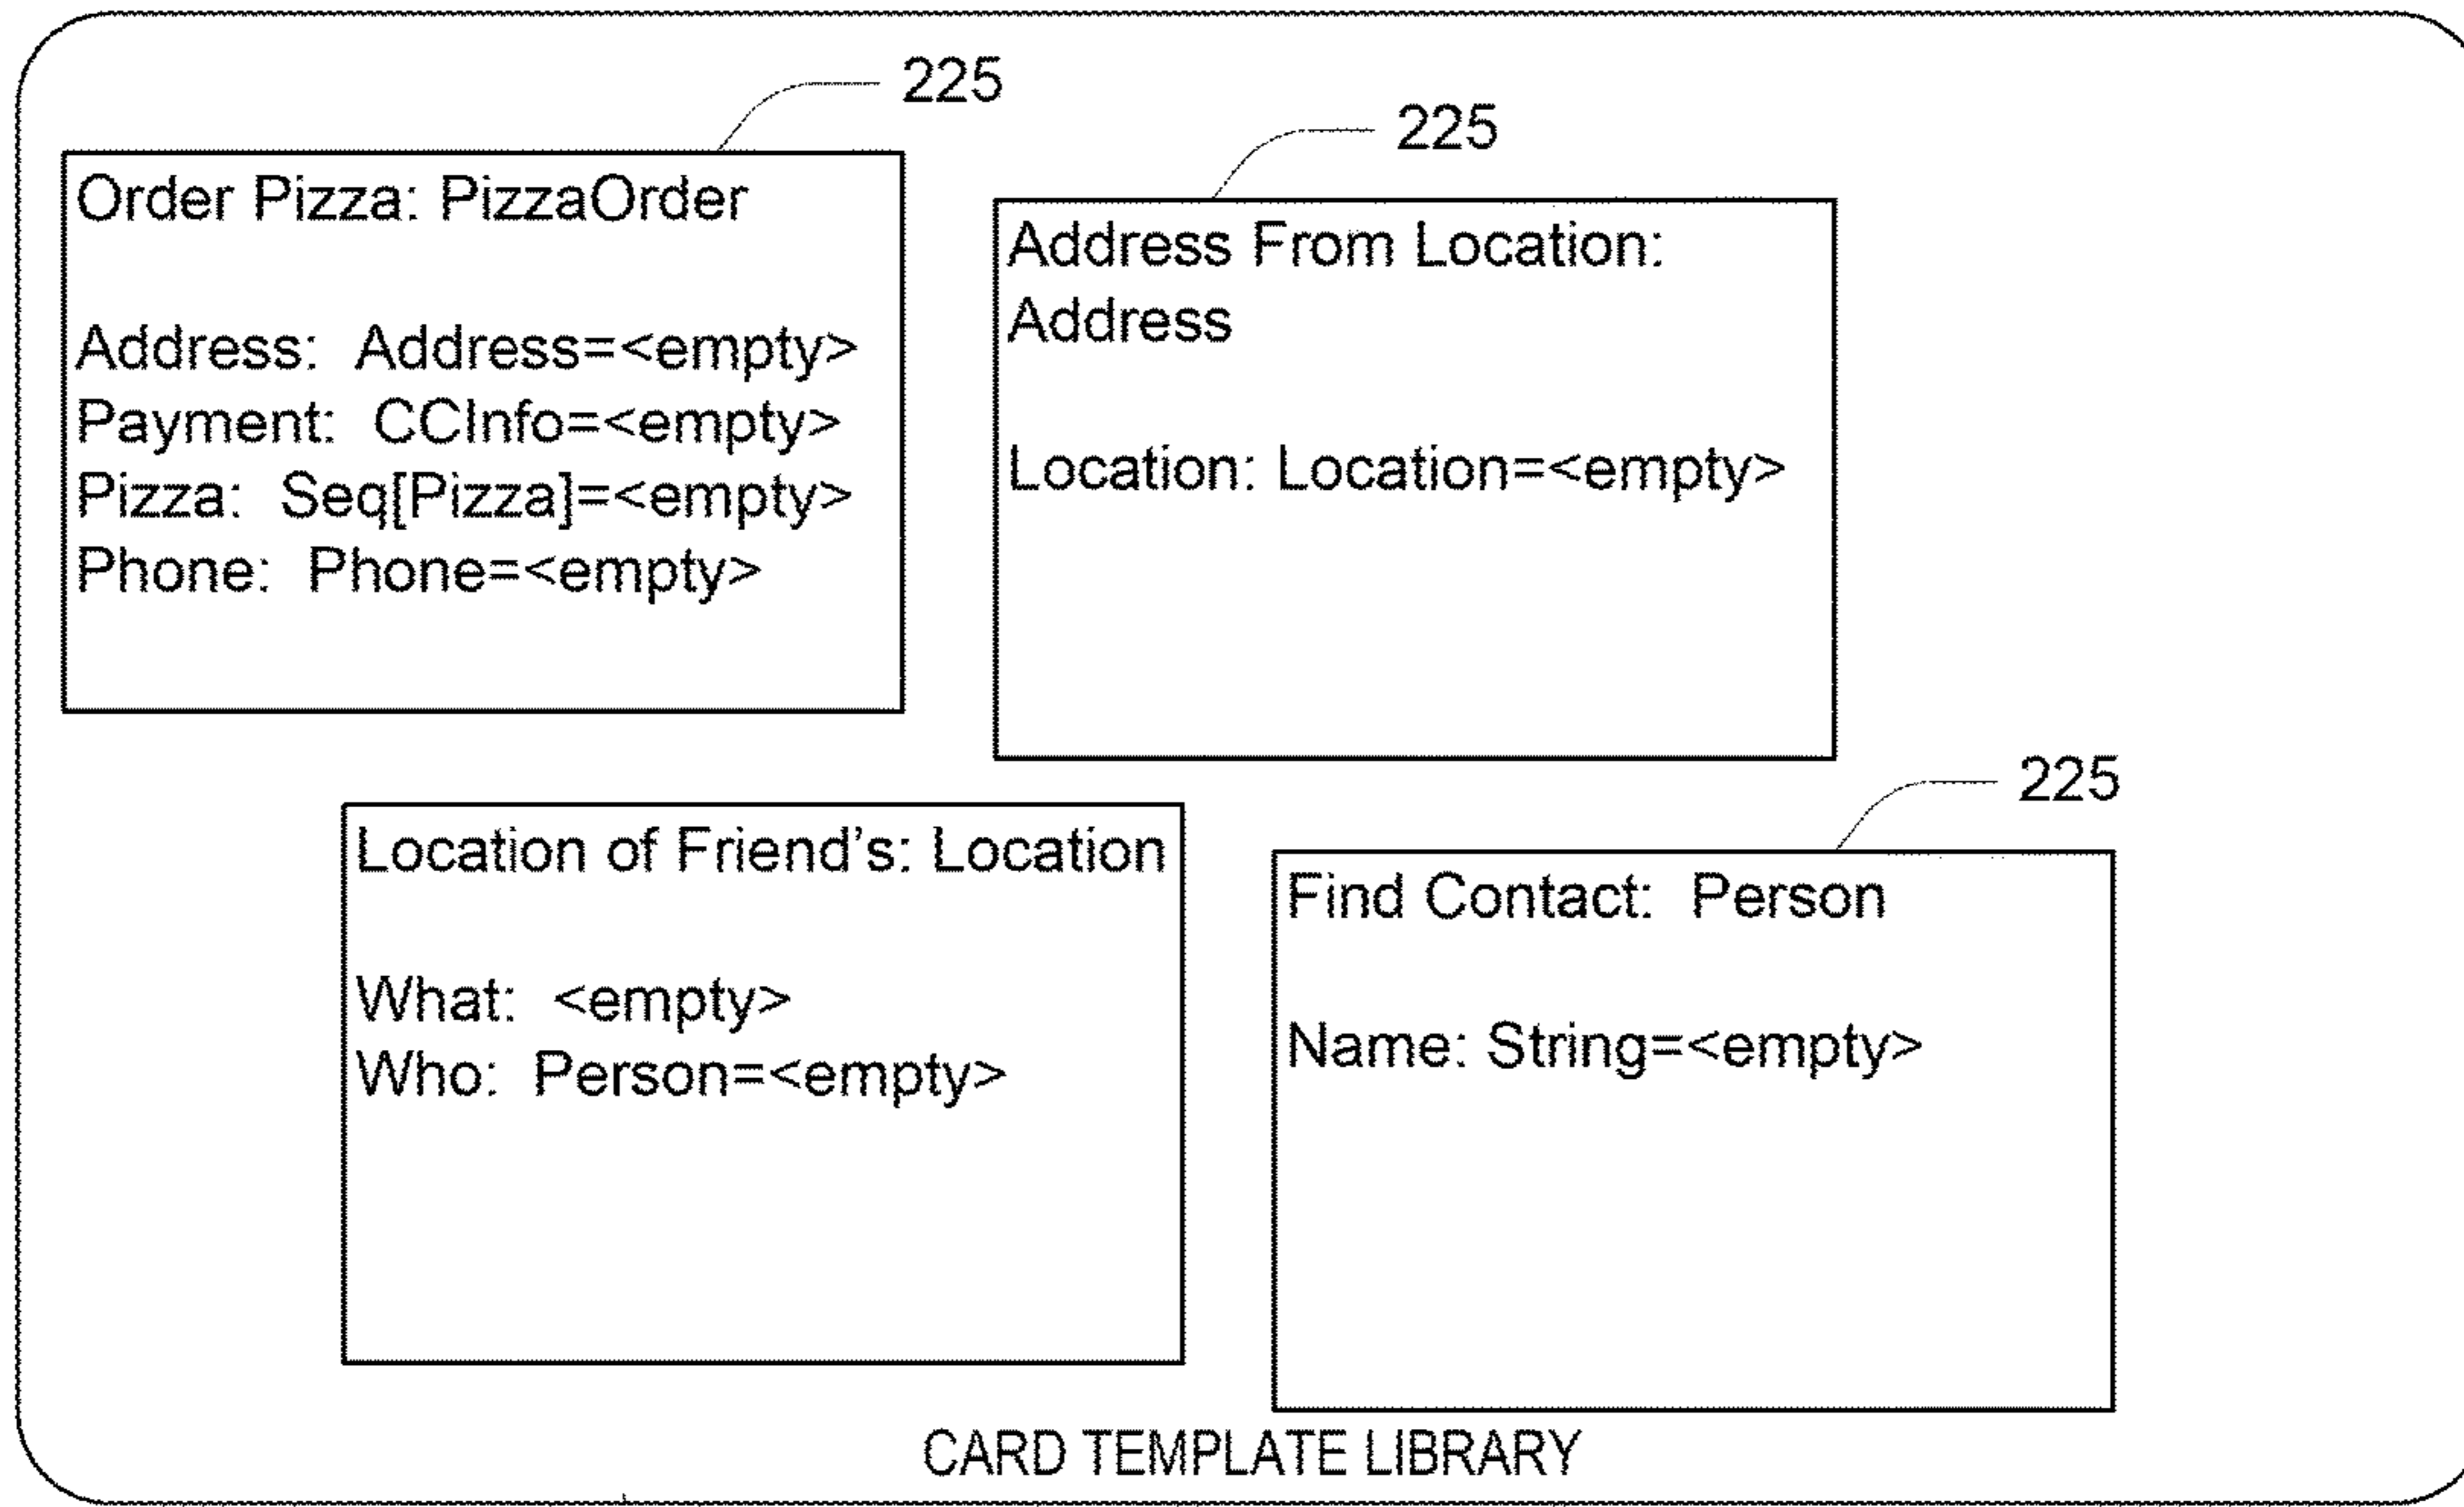 225
Order Pizza: PizzaOrder
Address: Address=<empty>
Payment: CCInfo=<empty>
Pizza: Seq[Pizza]=<empty>
Phone: Phone=<empty>
225
Address From Location:
Address
Location: Location=<empty>
Location of Friend's: Location
What: <empty>
Who: Person=<empty>
225
Find Contact: Person
Name: String=<empty>
CARD TEMPLATE LIBRARY